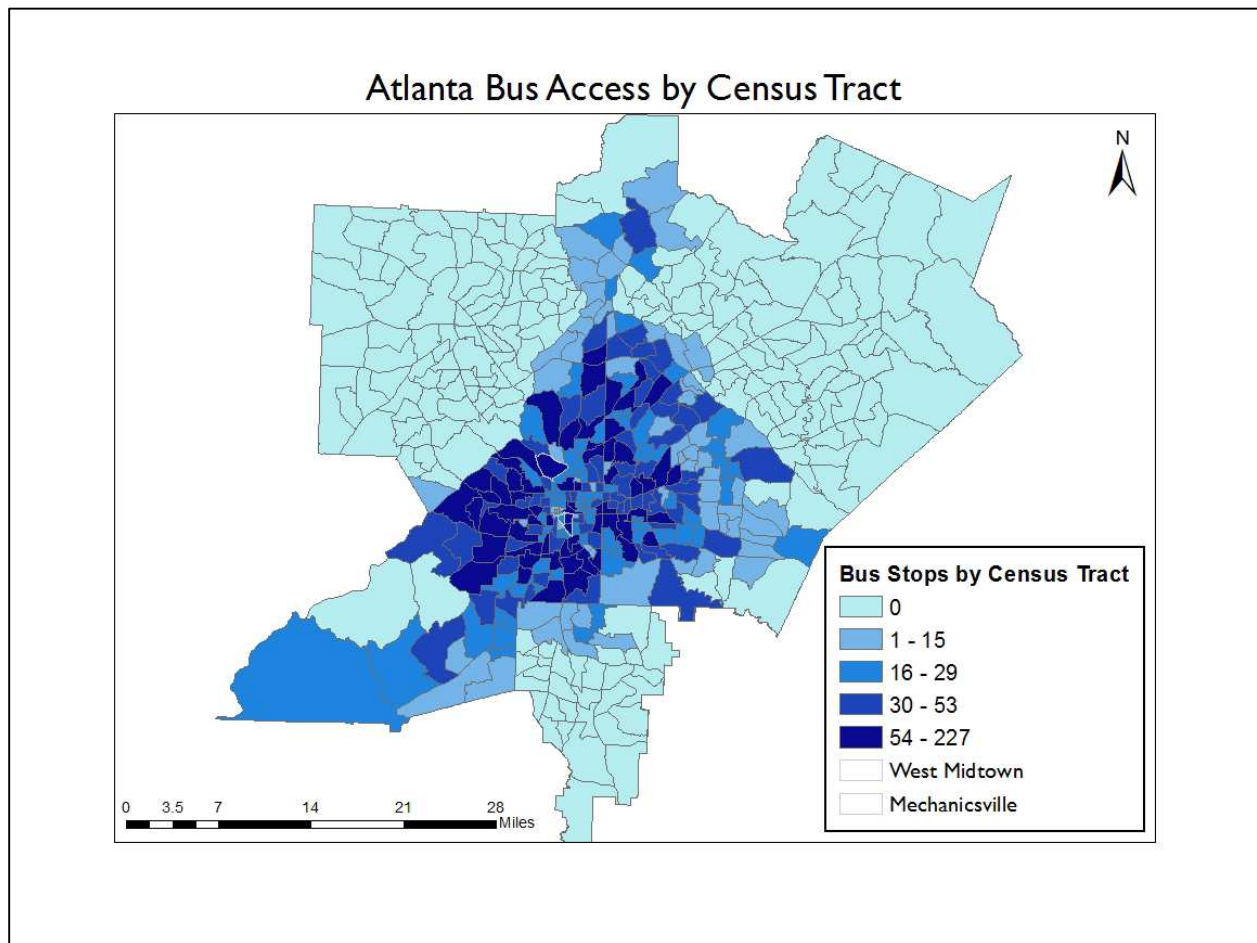 Atlanta Bus Access by Census Tract
N
Bus Stops by Census Tract
0
1 - 15
16 - 29
30 - 53
54 - 227
West Midtown
Mechanicsville
0 3.5 7 14 21 28
Miles